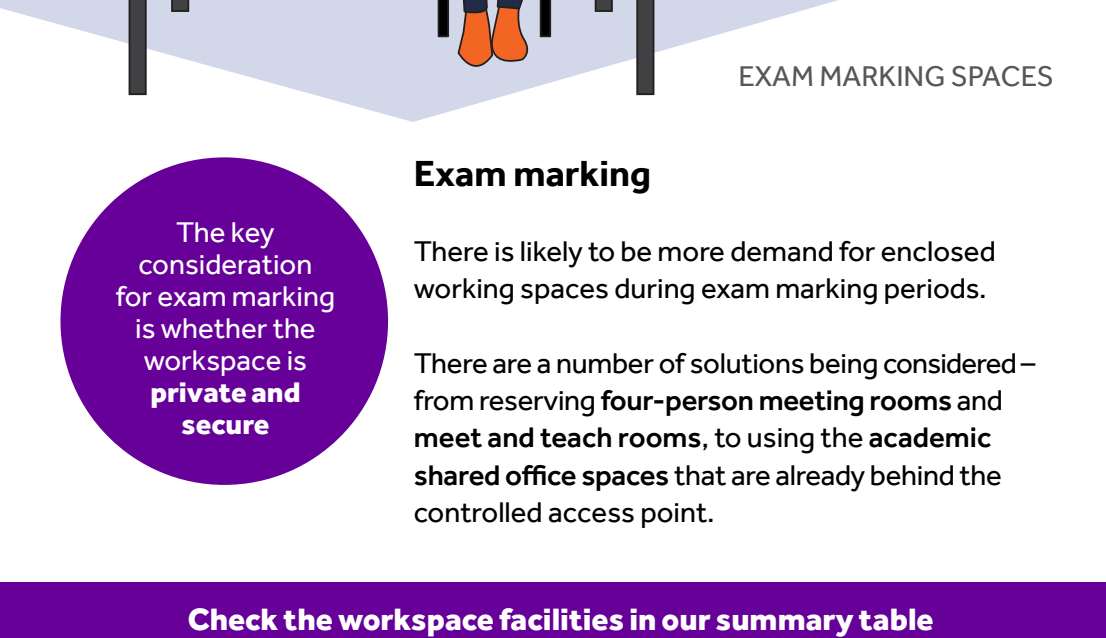 EXAM MARKING SPACES
The key
consideration
for exam marking
is whether the
workspace is
private and
secure
Exam marking
There is likely to be more demand for enclosed
working spaces during exam marking periods.
There are a number of solutions being considered –
from reserving four-person meeting rooms and
meet and teach rooms, to using the academic
shared office spaces that are already behind the
controlled access point.
Check the workspace facilities in our summary table